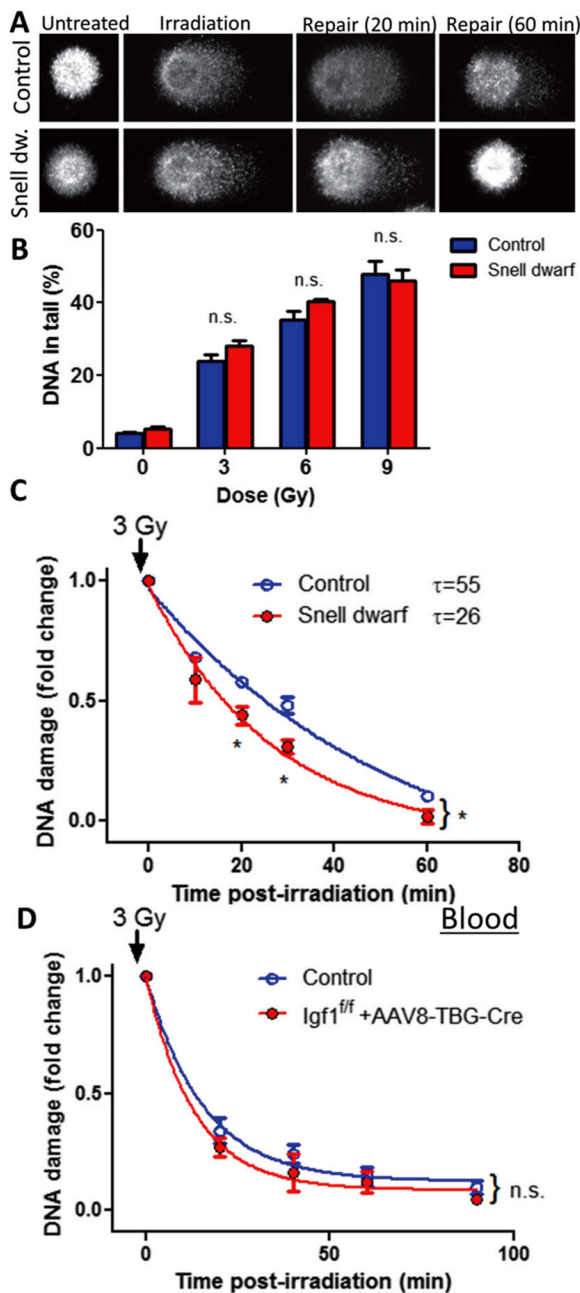 A
Untreated
Irradiation
Repair (20 min)
Repair (60 min)
Control
Snell dw.
B
60
40
20
0
DNA in tail (%)
n.s.
n.s.
n.s.
Control
Snell dwarf
0
3
6
9
Dose (Gy)
C
3 Gy
Control τ=55
Snell dwarf τ=26
DNA damage (fold change)
1.0
0.5
0.0
*
*
} *
0
20
40
60
80
Time post-irradiation (min)
D
3 Gy
Blood
Control
Igf1f/f +AAV8-TBG-Cre
DNA damage (fold change)
1.0
0.5
0.0
} n.s.
0
50
100
Time post-irradiation (min)